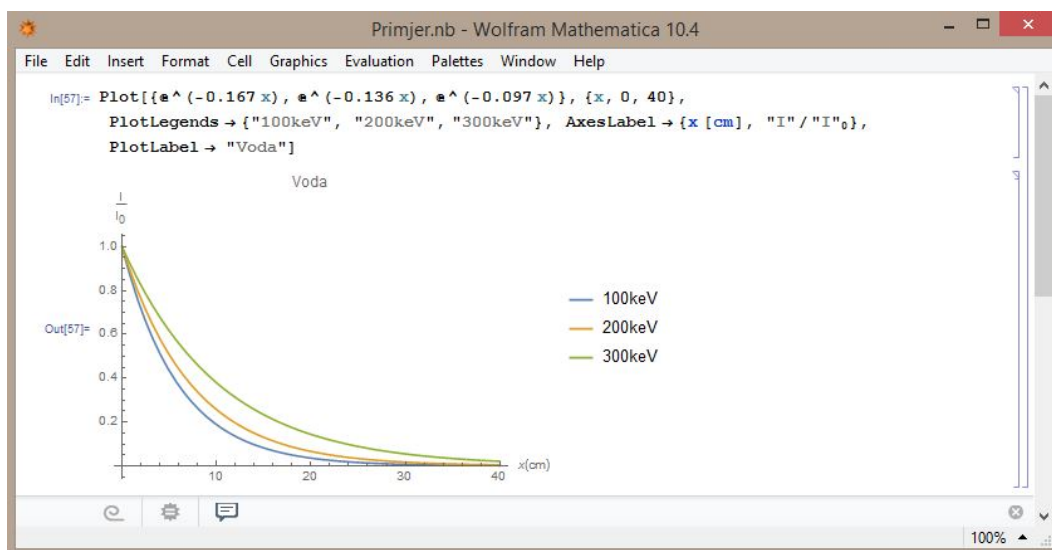 Primjer.nb - Wolfram Mathematica 10.4
File Edit Insert Format Cell Graphics Evaluation Palettes Window Help
In[57]:= Plot[{ⅇ^(-0.167 x), ⅇ^(-0.136 x), ⅇ^(-0.097 x)}, {x, 0, 40},
PlotLegends → {"100keV", "200keV", "300keV"}, AxesLabel → {x [cm], "I"/"I"₀},
PlotLabel → "Voda"]
Voda
I
I₀
1.0
0.8
Out[57]= 0.6
0.4
0.2
10 20 30 40 x(cm)
100keV
200keV
300keV
100%